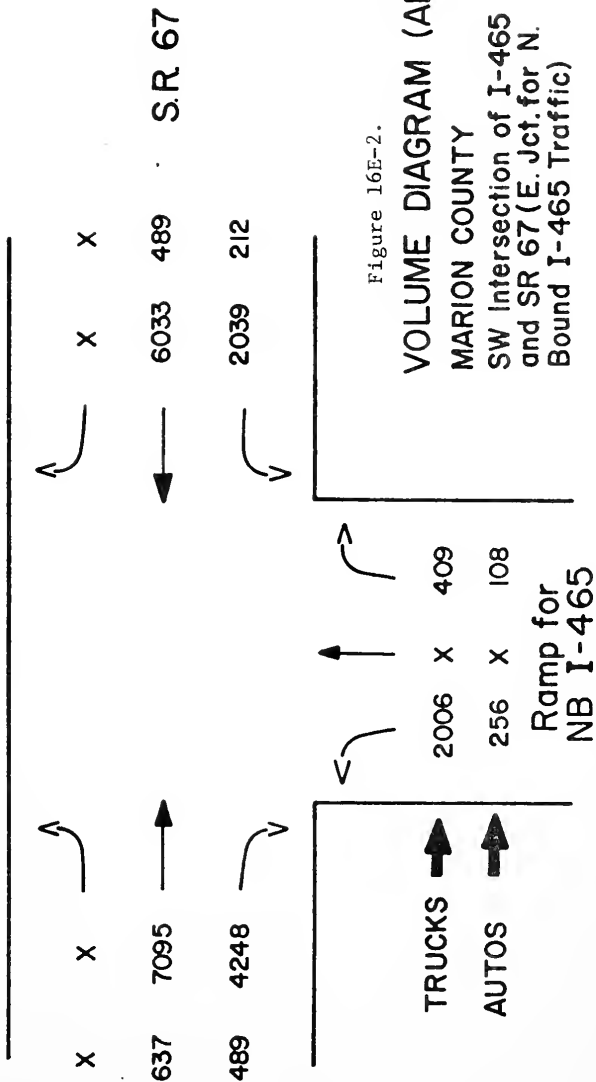 S.R. 67
X X X X
637 7095 6033 489
489 4248 2039 212
Figure 16E-2.
VOLUME DIAGRAM
MARION COUNTY
SW Intersection of I-465
and SR 67 (E. Jct. for N.
Bound I-465 Traffic)
TRUCKS 2006 X 409
AUTOS 256 X 108
Ramp for
NB I-465